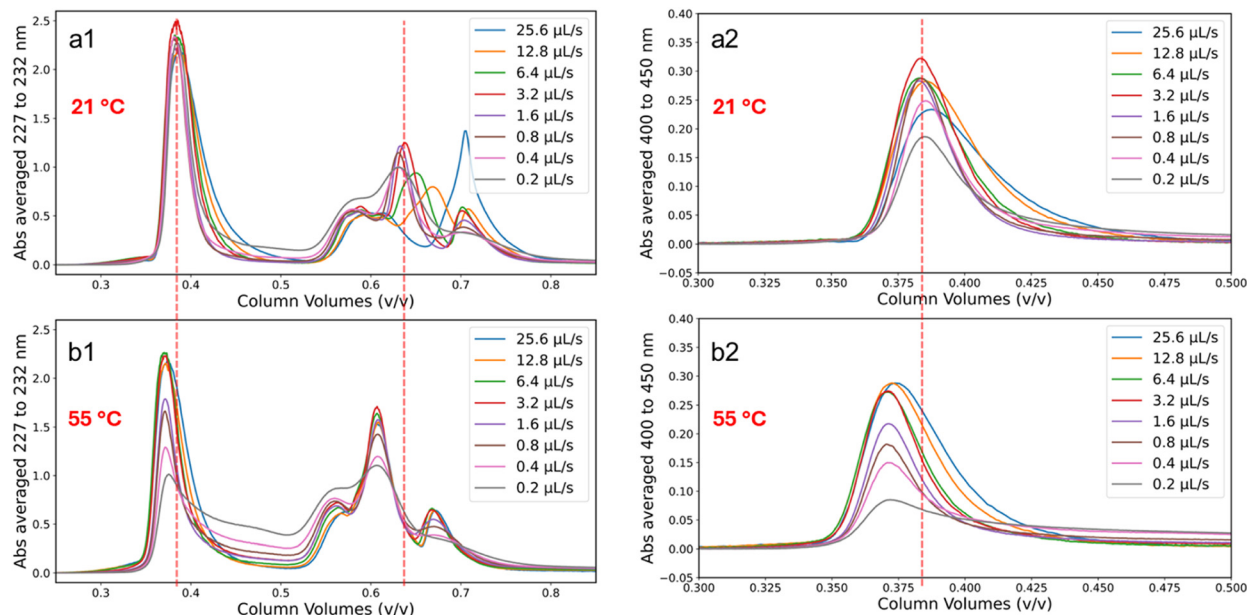 a1
21 °C
Abs averaged 227 to 232 nm
2.5
2.0
1.5
1.0
0.5
0.0
25.6 µL/s
12.8 µL/s
6.4 µL/s
3.2 µL/s
1.6 µL/s
0.8 µL/s
0.4 µL/s
0.2 µL/s
0.3 0.4 0.5 0.6 0.7 0.8
Column Volumes (v/v)
a2
21 °C
Abs averaged 400 to 450 nm
0.40
0.35
0.30
0.25
0.20
0.15
0.10
0.05
0.00
−0.05
25.6 µL/s
12.8 µL/s
6.4 µL/s
3.2 µL/s
1.6 µL/s
0.8 µL/s
0.4 µL/s
0.2 µL/s
0.300 0.325 0.350 0.375 0.400 0.425 0.450 0.475 0.500
Column Volumes (v/v)
b1
55 °C
Abs averaged 227 to 232 nm
2.5
2.0
1.5
1.0
0.5
0.0
25.6 µL/s
12.8 µL/s
6.4 µL/s
3.2 µL/s
1.6 µL/s
0.8 µL/s
0.4 µL/s
0.2 µL/s
0.3 0.4 0.5 0.6 0.7 0.8
Column Volumes (v/v)
b2
55 °C
Abs averaged 400 to 450 nm
0.40
0.35
0.30
0.25
0.20
0.15
0.10
0.05
0.00
−0.05
25.6 µL/s
12.8 µL/s
6.4 µL/s
3.2 µL/s
1.6 µL/s
0.8 µL/s
0.4 µL/s
0.2 µL/s
0.300 0.325 0.350 0.375 0.400 0.425 0.450 0.475 0.500
Column Volumes (v/v)